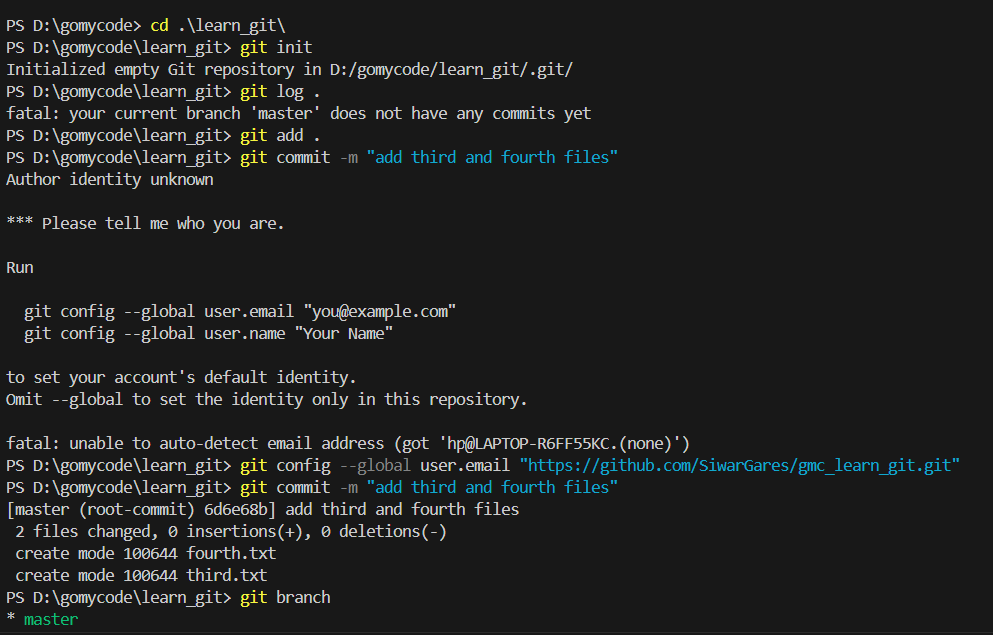 PS D:\gomycode> cd .\learn_git\
PS D:\gomycode\learn_git> git init
Initialized empty Git repository in D:/gomycode/learn_git/.git/
PS D:\gomycode\learn_git> git log .
fatal: your current branch 'master' does not have any commits yet
PS D:\gomycode\learn_git> git add .
PS D:\gomycode\learn_git> git commit -m "add third and fourth files"
Author identity unknown
*** Please tell me who you are.
Run
git config --global user.email "you@example.com"
git config --global user.name "Your Name"
to set your account's default identity.
Omit --global to set the identity only in this repository.
fatal: unable to auto-detect email address (got 'hp@LAPTOP-R6FF55KC.(none)')
PS D:\gomycode\learn_git> git config --global user.email "https://github.com/SiwarGares/gmc_learn_git.git"
PS D:\gomycode\learn_git> git commit -m "add third and fourth files"
[master (root-commit) 6d6e68b] add third and fourth files
2 files changed, 0 insertions(+), 0 deletions(-)
create mode 100644 fourth.txt
create mode 100644 third.txt
PS D:\gomycode\learn_git> git branch
* master